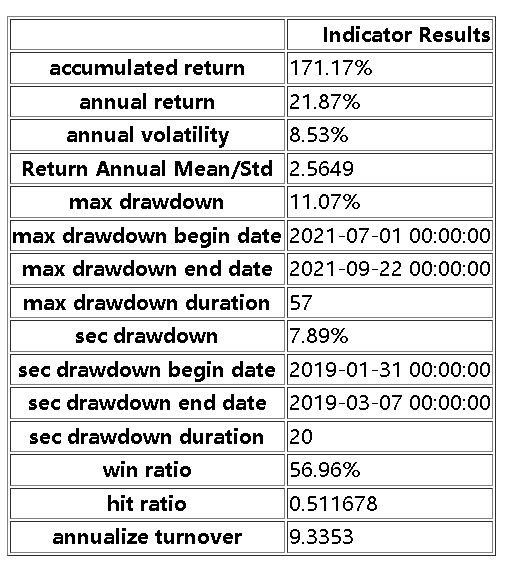 Indicator Results
accumulated return 171.17%
annual return 21.87%
annual volatility 8.53%
Return Annual Mean/Std 2.5649
max drawdown 11.07%
max drawdown begin date 2021-07-01 00:00:00
max drawdown end date 2021-09-22 00:00:00
max drawdown duration 57
sec drawdown 7.89%
sec drawdown begin date 2019-01-31 00:00:00
sec drawdown end date 2019-03-07 00:00:00
sec drawdown duration 20
win ratio 56.96%
hit ratio 0.511678
annualize turnover 9.3353